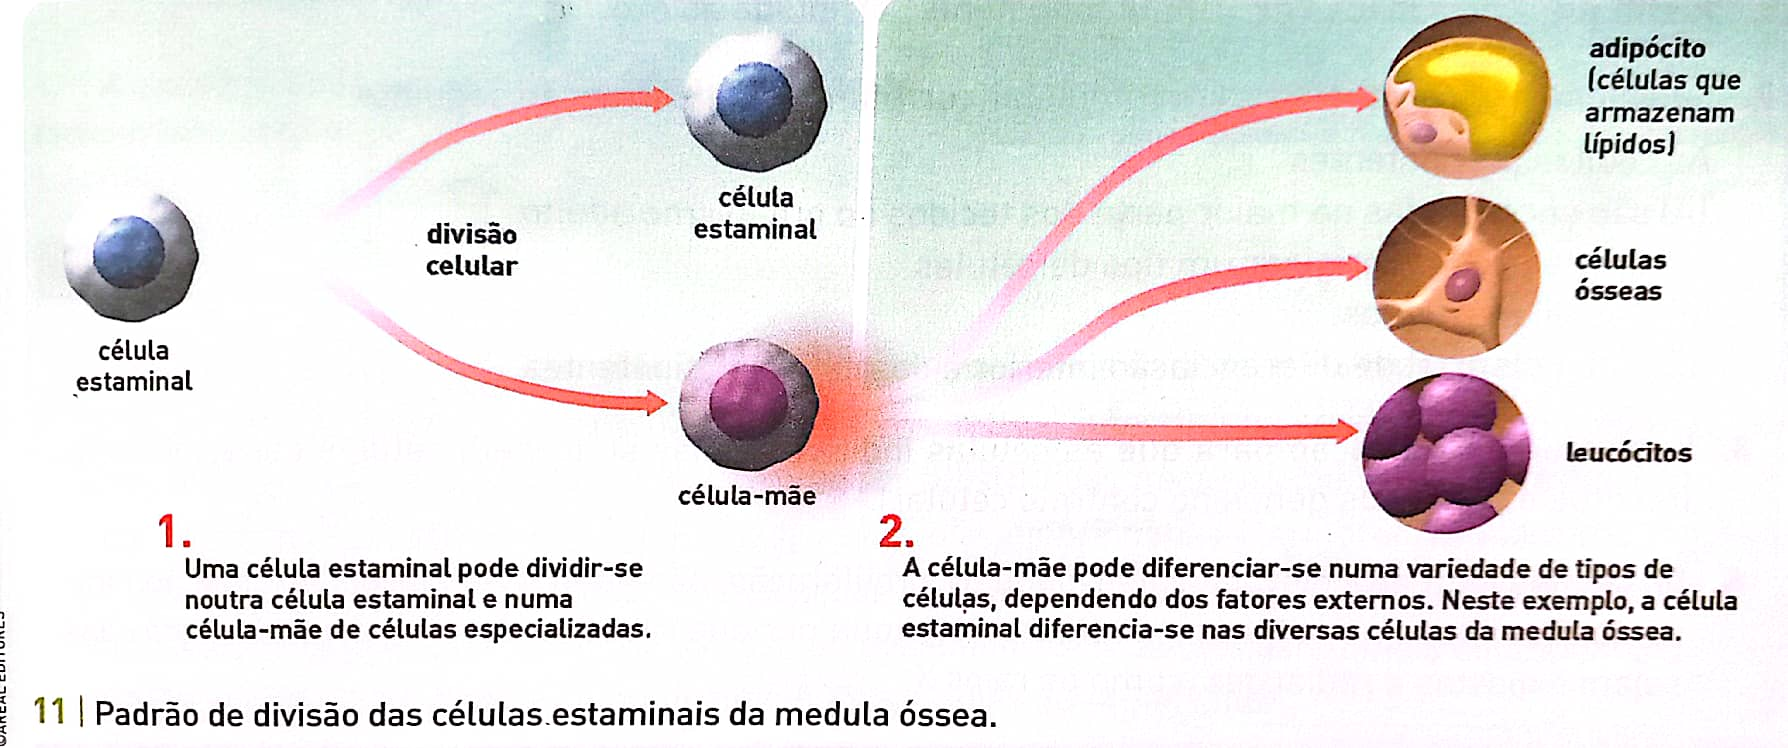 célula
estaminal
divisão
celular
célula
estaminal
célula-mãe
1.
Uma célula estaminal pode dividir-se
noutra célula estaminal e numa
célula-mãe de células especializadas.
adipócito
(células que
armazenam
lípidos)
células
ósseas
leucócitos
2.
A célula-mãe pode diferenciar-se numa variedade de tipos de
células, dependendo dos fatores externos. Neste exemplo, a célula
estaminal diferencia-se nas diversas células da medula óssea.
©AREAL EDITORES
11 | Padrão de divisão das células estaminais da medula óssea.